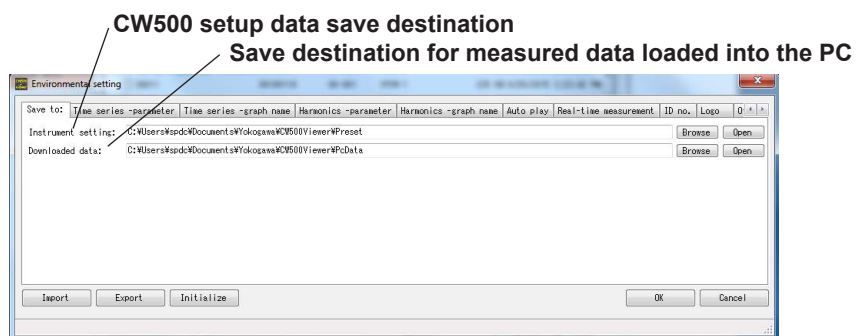 CW500 setup data save destination
Save destination for measured data loaded into the PC
Environmental setting
Save to: Time series -parameter Time series -graph name Harmonics -parameter Harmonics -graph name Auto play Real-time measurement ID no. Logo
Instrument setting: C:¥Users¥spdc¥Documents¥Yokogawa¥CW500Viewer¥Preset Browse Open
Downloaded data: C:¥Users¥spdc¥Documents¥Yokogawa¥CW500Viewer¥PcData Browse Open
Import Export Initialize OK Cancel